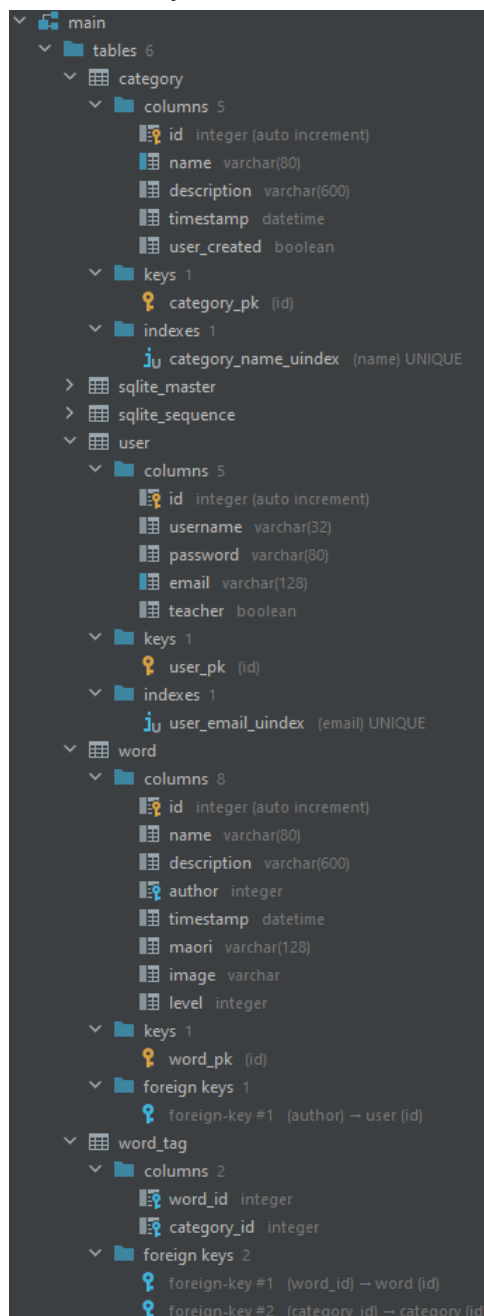 main
tables 6
category
columns 5
id integer (auto increment)
name varchar(80)
description varchar(600)
timestamp datetime
user_created boolean
keys 1
category_pk (id)
indexes 1
category_name_uindex (name) UNIQUE
sqlite_master
sqlite_sequence
user
columns 5
id integer (auto increment)
username varchar(32)
password varchar(80)
email varchar(128)
teacher boolean
keys 1
user_pk (id)
indexes 1
user_email_uindex (email) UNIQUE
word
columns 8
id integer (auto increment)
name varchar(80)
description varchar(600)
author integer
timestamp datetime
maori varchar(128)
image varchar
level integer
keys 1
word_pk (id)
foreign keys 1
foreign-key #1 (author) → user (id)
word_tag
columns 2
word_id integer
category_id integer
foreign keys 2
foreign-key #1 (word_id) → word (id)
foreign-key #2 (category_id) → category (id